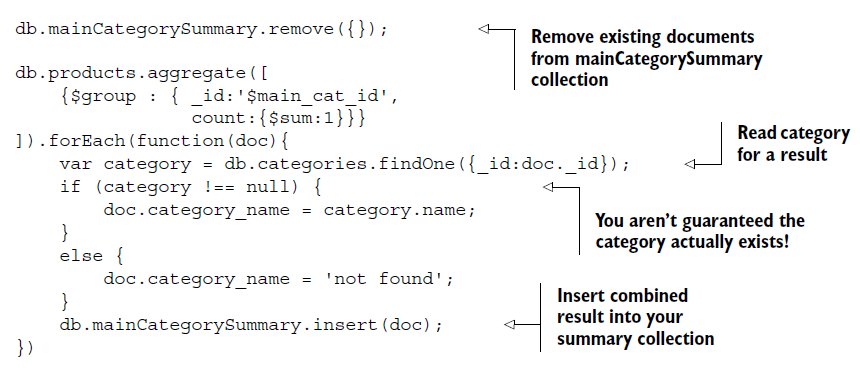 db.mainCategorySummary.remove({});
Remove existing documents
from mainCategorySummary
collection
db.products.aggregate([
    {$group : { _id:'$main_cat_id',
                count:{$sum:1}}}
]).forEach(function(doc){
    var category = db.categories.findOne({_id:doc._id});
Read category
for a result
    if (category !== null) {
        doc.category_name = category.name;
You aren't guaranteed the
category actually exists!
    }
    else {
        doc.category_name = 'not found';
    }
    db.mainCategorySummary.insert(doc);
Insert combined
result into your
summary collection
})